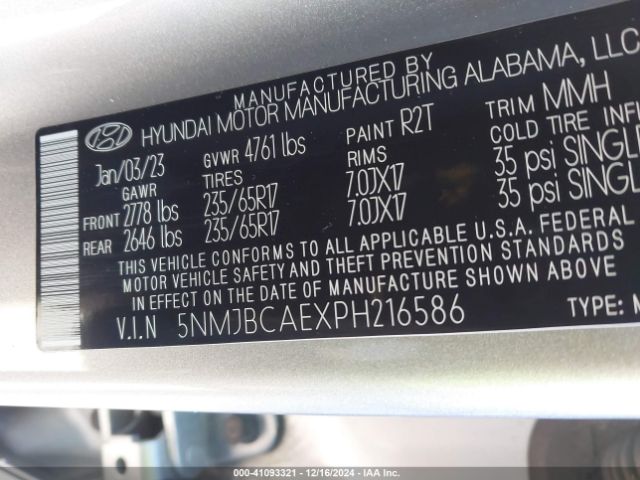 MANUFACTURED BY
HYUNDAI MOTOR MANUFACTURING ALABAMA, LLC
Jan/03/23 GVWR 4761 lbs PAINT R2T TRIM MMH
GAWR TIRES RIMS COLD TIRE INFL
FRONT 2778 lbs 235/65R17 7.0JX17 35 psi SINGL
REAR 2646 lbs 235/65R17 7.0JX17 35 psi SINGL
THIS VEHICLE CONFORMS TO ALL APPLICABLE U.S.A. FEDERAL
MOTOR VEHICLE SAFETY AND THEFT PREVENTION STANDARDS
IN EFFECT ON THE DATE OF MANUFACTURE SHOWN ABOVE
V.I.N 5NMJBCAEXPH216586 TYPE:
000-41093321 - 12/16/2024 - IAA Inc.